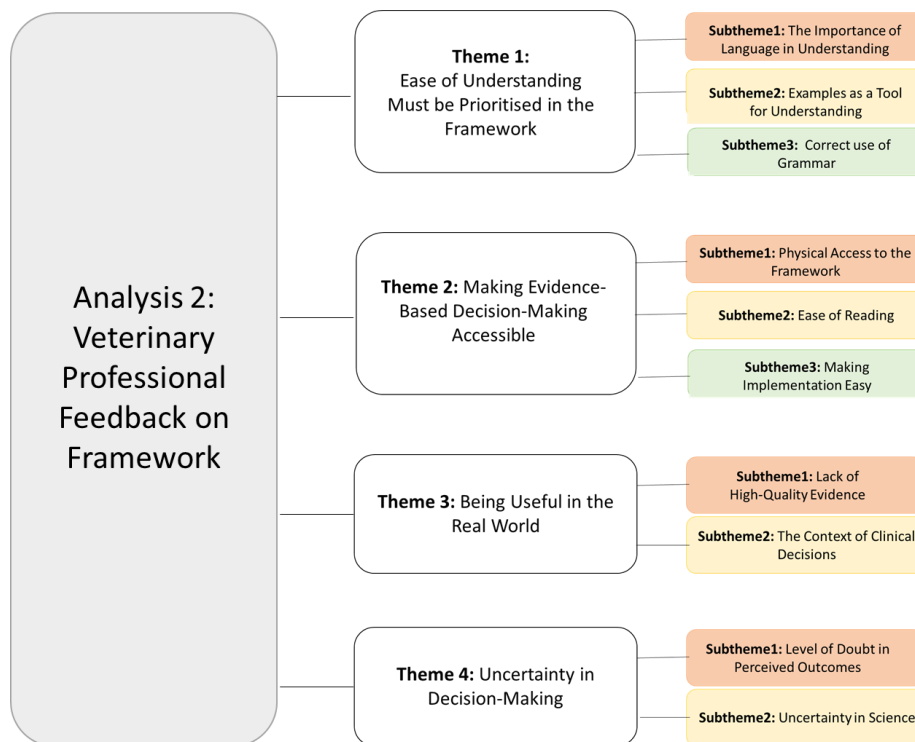 Analysis 2:
Veterinary
Professional
Feedback on
Framework
Theme 1:
Ease of Understanding
Must be Prioritised in the
Framework
Subtheme1: The Importance of
Language in Understanding
Subtheme2: Examples as a Tool
for Understanding
Subtheme3: Correct use of
Grammar
Theme 2: Making Evidence-
Based Decision-Making
Accessible
Subtheme1: Physical Access to the
Framework
Subtheme2: Ease of Reading
Subtheme3: Making
Implementation Easy
Theme 3: Being Useful in the
Real World
Subtheme1: Lack of
High-Quality Evidence
Subtheme2: The Context of Clinical
Decisions
Theme 4: Uncertainty in
Decision-Making
Subtheme1: Level of Doubt in
Perceived Outcomes
Subtheme2: Uncertainty in Science